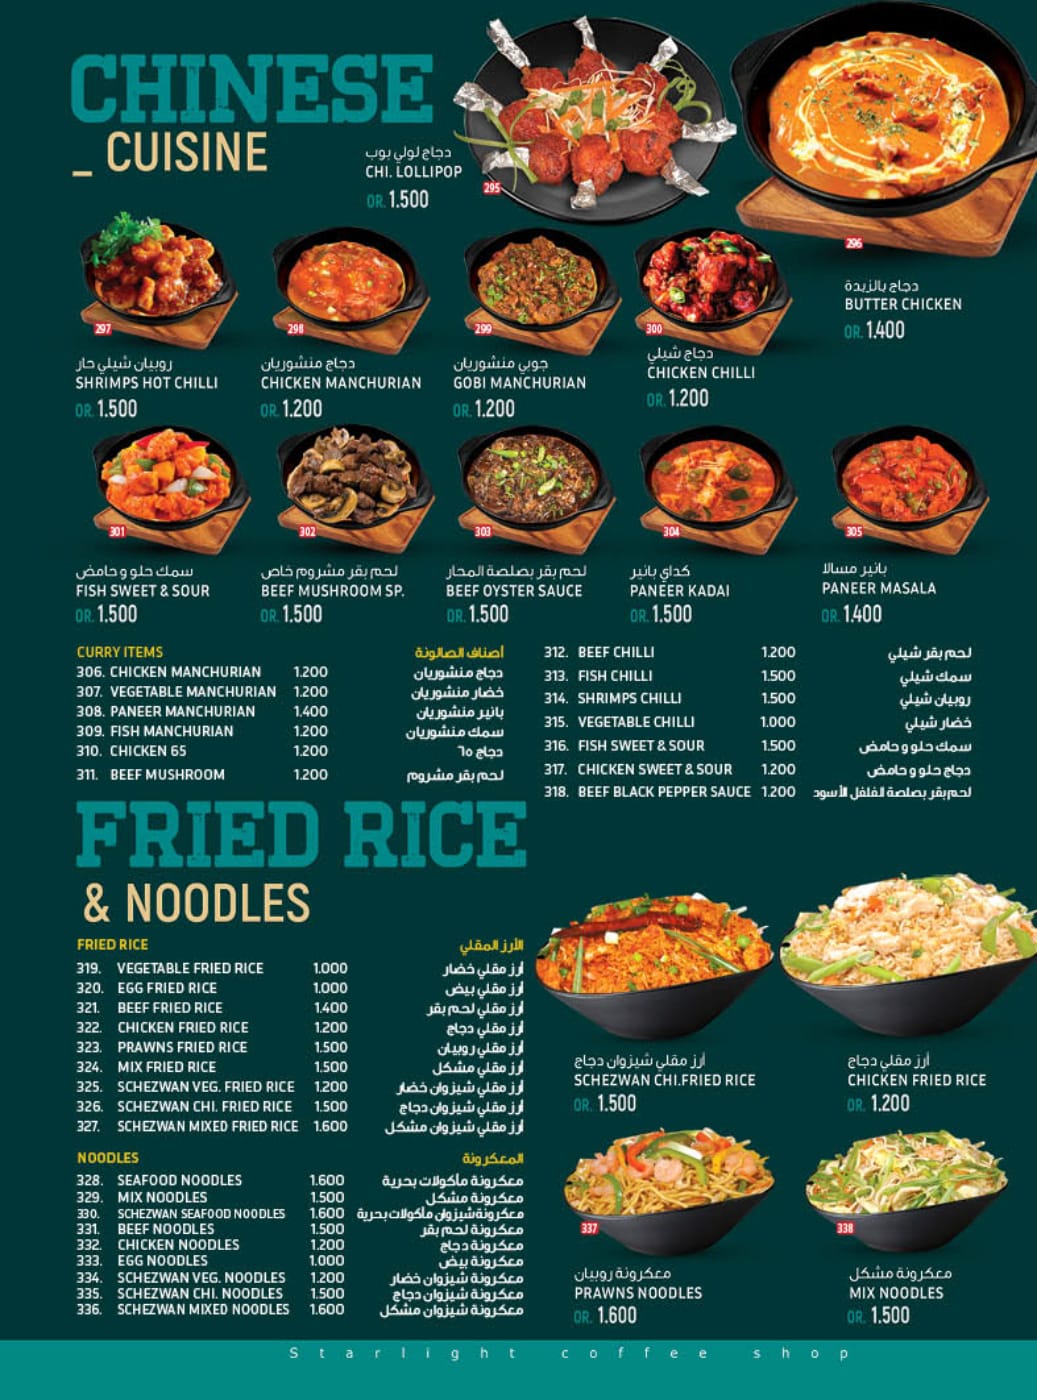 CHINESE
_ CUISINE
دجاج لولي بوب
CHI. LOLLIPOP
OR. 1.500
295
296
دجاج بالزبدة
BUTTER CHICKEN
OR. 1.400
297
298
299
300
روبيان شيلي حار
SHRIMPS HOT CHILLI
OR. 1.500
دجاج منشوريان
CHICKEN MANCHURIAN
OR. 1.200
جوبي منشوريان
GOBI MANCHURIAN
OR. 1.200
دجاج شيلي
CHICKEN CHILLI
OR. 1.200
301
302
303
304
305
سمك حلو و حامض
FISH SWEET & SOUR
OR. 1.500
لحم بقر مشروم خاص
BEEF MUSHROOM SP.
OR. 1.500
لحم بقر بصلصة المحار
BEEF OYSTER SAUCE
OR. 1.500
كداي بانير
PANEER KADAI
OR. 1.500
بانير مسالا
PANEER MASALA
OR. 1.400
CURRY ITEMS أصناف الصالونة
306. CHICKEN MANCHURIAN 1.200 دجاج منشوريان
307. VEGETABLE MANCHURIAN 1.200 خضار منشوريان
308. PANEER MANCHURIAN 1.400 بانير منشوريان
309. FISH MANCHURIAN 1.200 سمك منشوريان
310. CHICKEN 65 1.200 دجاج ٦٥
311. BEEF MUSHROOM 1.200 لحم بقر مشروم
312. BEEF CHILLI 1.200 لحم بقر شيلي
313. FISH CHILLI 1.500 سمك شيلي
314. SHRIMPS CHILLI 1.500 روبيان شيلي
315. VEGETABLE CHILLI 1.000 خضار شيلي
316. FISH SWEET & SOUR 1.500 سمك حلو و حامض
317. CHICKEN SWEET & SOUR 1.200 دجاج حلو و حامض
318. BEEF BLACK PEPPER SAUCE 1.200 لحم بقر بصلصة الفلفل الأسود
FRIED RICE
& NOODLES
FRIED RICE الأرز المقلي
319. VEGETABLE FRIED RICE 1.000 أرز مقلي خضار
320. EGG FRIED RICE 1.000 أرز مقلي بيض
321. BEEF FRIED RICE 1.400 أرز مقلي لحم بقر
322. CHICKEN FRIED RICE 1.200 أرز مقلي دجاج
323. PRAWNS FRIED RICE 1.500 أرز مقلي روبيان
324. MIX FRIED RICE 1.500 أرز مقلي مشكل
325. SCHEZWAN VEG. FRIED RICE 1.200 أرز مقلي شيزوان خضار
326. SCHEZWAN CHI. FRIED RICE 1.500 أرز مقلي شيزوان دجاج
327. SCHEZWAN MIXED FRIED RICE 1.600 أرز مقلي شيزوان مشكل
NOODLES المعكرونة
328. SEAFOOD NOODLES 1.600 معكرونة مأكولات بحرية
329. MIX NOODLES 1.500 معكرونة مشكل
330. SCHEZWAN SEAFOOD NOODLES 1.600 معكرونة شيزوان مأكولات بحرية
331. BEEF NOODLES 1.500 معكرونة لحم بقر
332. CHICKEN NOODLES 1.200 معكرونة دجاج
333. EGG NOODLES 1.000 معكرونة بيض
334. SCHEZWAN VEG. NOODLES 1.200 معكرونة شيزوان خضار
335. SCHEZWAN CHI. NOODLES 1.500 معكرونة شيزوان دجاج
336. SCHEZWAN MIXED NOODLES 1.600 معكرونة شيزوان مشكل
أرز مقلي شيزوان دجاج
SCHEZWAN CHI.FRIED RICE
OR. 1.500
أرز مقلي دجاج
CHICKEN FRIED RICE
OR. 1.200
337
338
معكرونة روبيان
PRAWNS NOODLES
OR. 1.600
معكرونة مشكل
MIX NOODLES
OR. 1.500
Starlight coffee shop